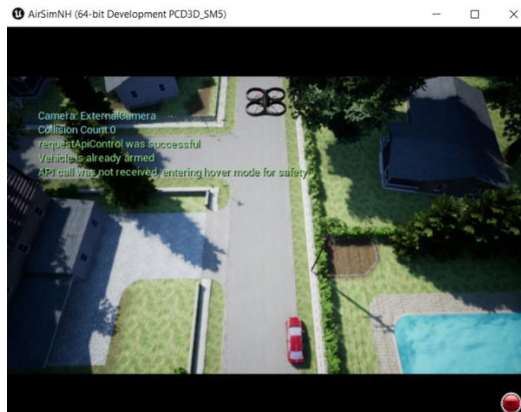 AirSimNH (64-bit Development PCD3D_SM5)
Camera: ExternalCamera
Collision Count 0
requestApiControl was successful
Vehicle is already armed
API call was not received, entering hover mode for safety